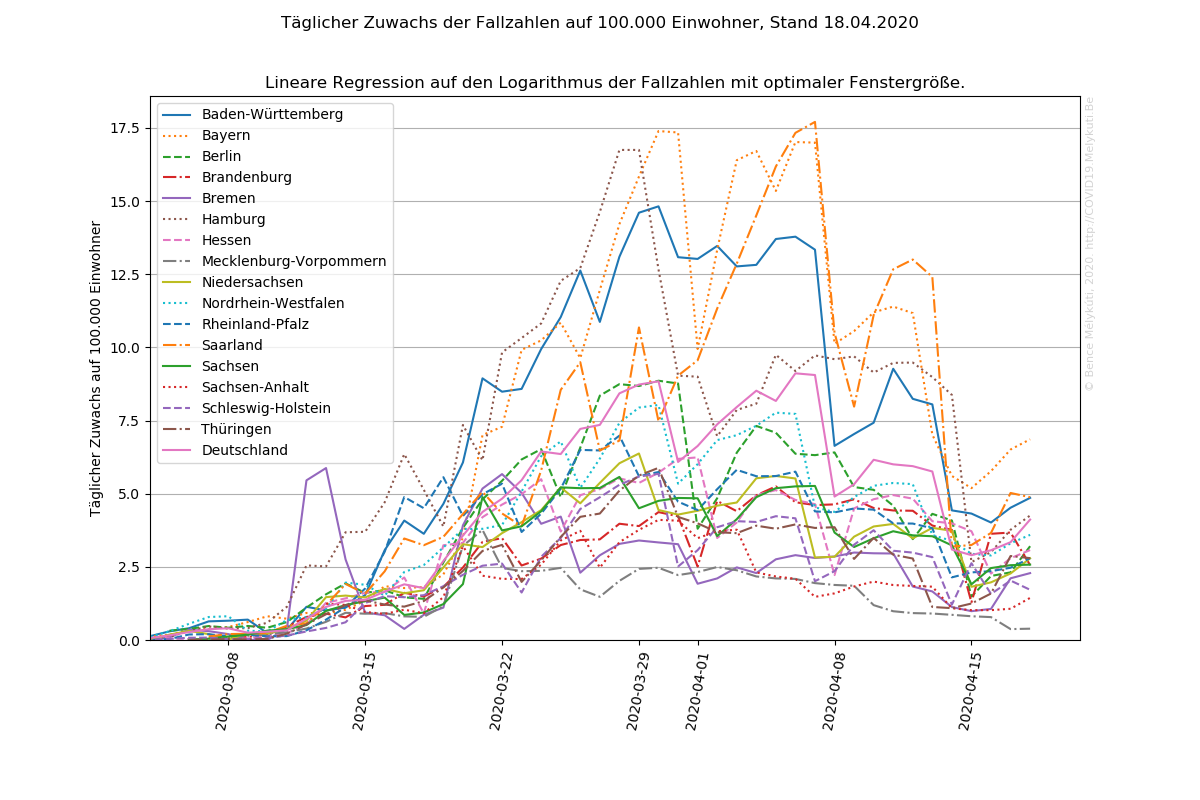 Täglicher Zuwachs der Fallzahlen auf 100.000 Einwohner, Stand 18.04.2020
Lineare Regression auf den Logarithmus der Fallzahlen mit optimaler Fenstergröße.
Täglicher Zuwachs auf 100.000 Einwohner
17.5
15.0
12.5
10.0
7.5
5.0
2.5
0.0
Baden-Württemberg
Bayern
Berlin
Brandenburg
Bremen
Hamburg
Hessen
Mecklenburg-Vorpommern
Niedersachsen
Nordrhein-Westfalen
Rheinland-Pfalz
Saarland
Sachsen
Sachsen-Anhalt
Schleswig-Holstein
Thüringen
Deutschland
2020-03-08
2020-03-15
2020-03-22
2020-03-29
2020-04-01
2020-04-08
2020-04-15
© Bence Mélykúti, 2020. http://COVID19.Melykuti.Be